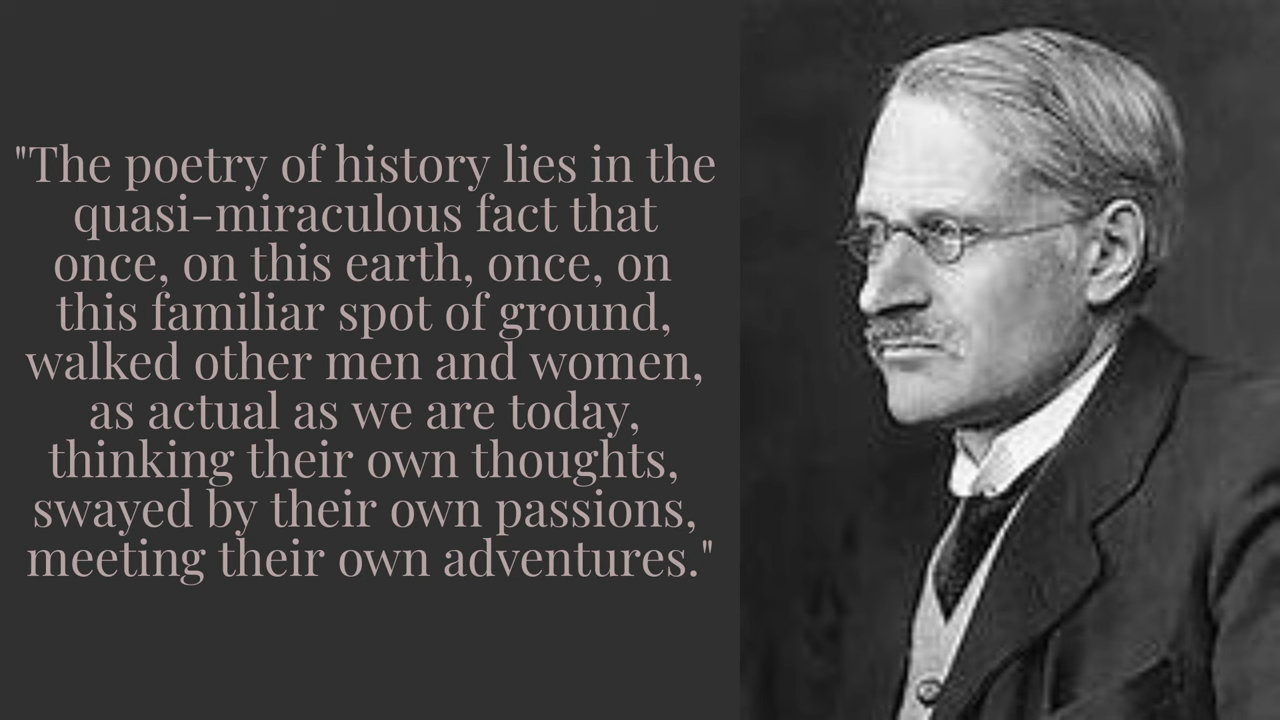 "The poetry of history lies in the
quasi-miraculous fact that
once, on this earth, once, on
this familiar spot of ground,
walked other men and women,
as actual as we are today,
thinking their own thoughts,
swayed by their own passions,
meeting their own adventures."